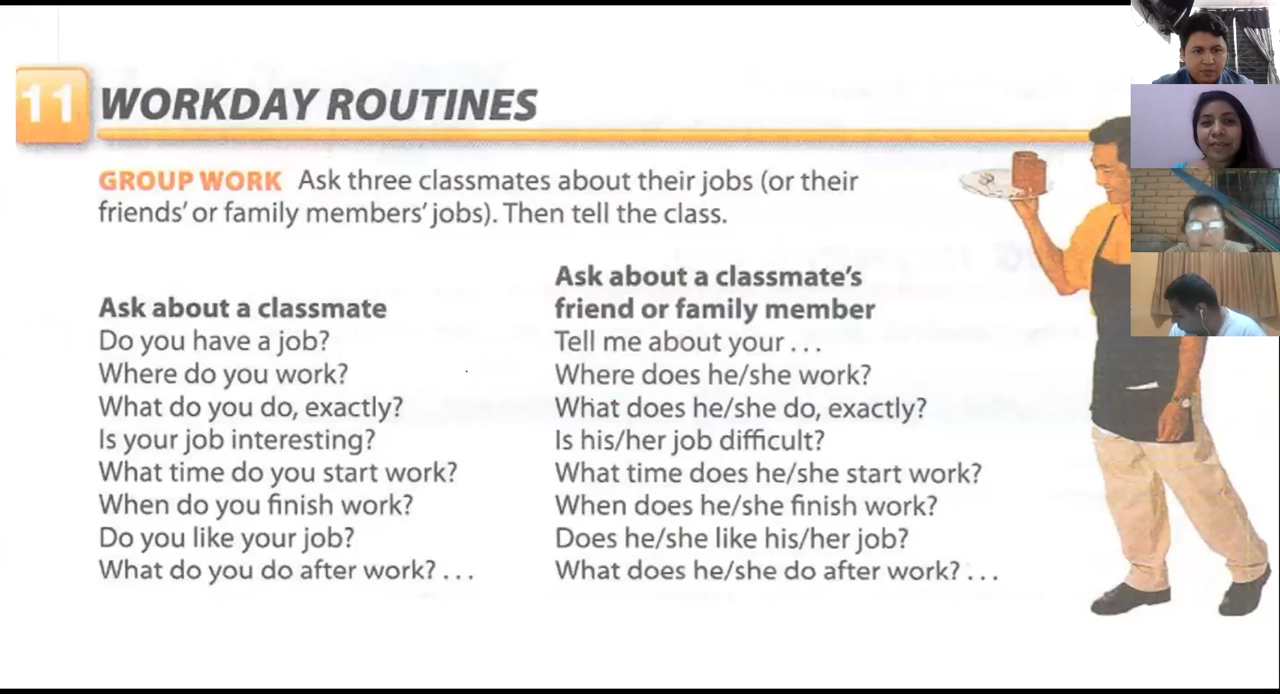 11 WORKDAY ROUTINES
GROUP WORK Ask three classmates about their jobs (or their
friends' or family members' jobs). Then tell the class.
Ask about a classmate
Do you have a job?
Where do you work?
What do you do, exactly?
Is your job interesting?
What time do you start work?
When do you finish work?
Do you like your job?
What do you do after work? . . .
Ask about a classmate's
friend or family member
Tell me about your . . .
Where does he/she work?
What does he/she do, exactly?
Is his/her job difficult?
What time does he/she start work?
When does he/she finish work?
Does he/she like his/her job?
What does he/she do after work? . . .